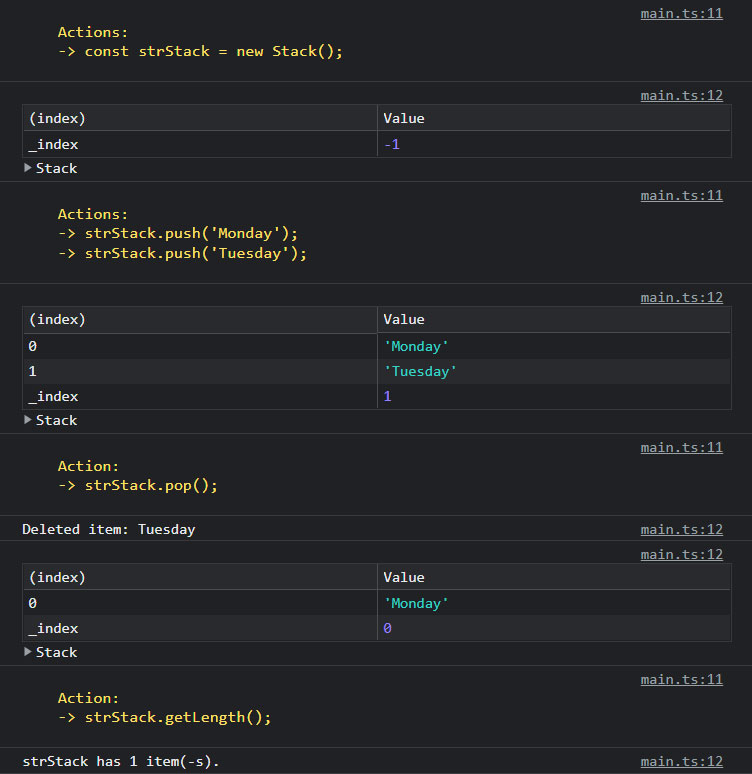 main.ts:11
Actions:
-> const strStack = new Stack();
main.ts:12
(index) Value
_index -1
Stack
main.ts:11
Actions:
-> strStack.push('Monday');
-> strStack.push('Tuesday');
main.ts:12
(index) Value
0 'Monday'
1 'Tuesday'
_index 1
Stack
main.ts:11
Action:
-> strStack.pop();
Deleted item: Tuesday main.ts:12
main.ts:12
(index) Value
0 'Monday'
_index 0
Stack
main.ts:11
Action:
-> strStack.getLength();
strStack has 1 item(-s). main.ts:12